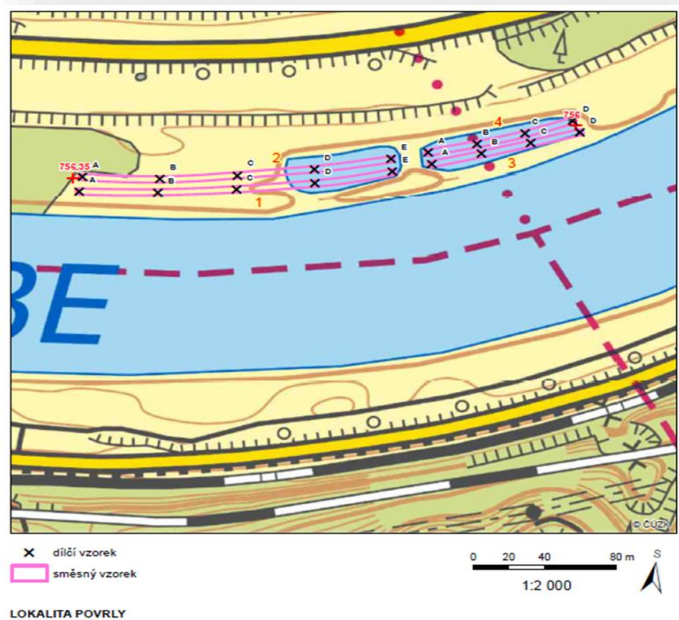 756
D
C
4
B
A
D
C
B
A
3
E
D
2
C
B
A
756,35
E
D
C
B
A
1
BE
© ČÚZK
dílčí vzorek
směsný vzorek
0 20 40 80 m
1:2 000
S
LOKALITA POVRLY